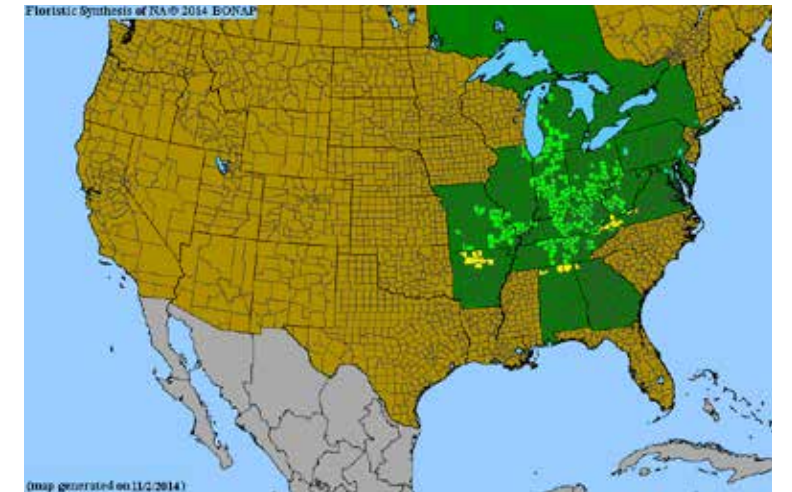 Floristic Synthesis of NA © 2014 BONAP
(map generated on 11/2/2014)